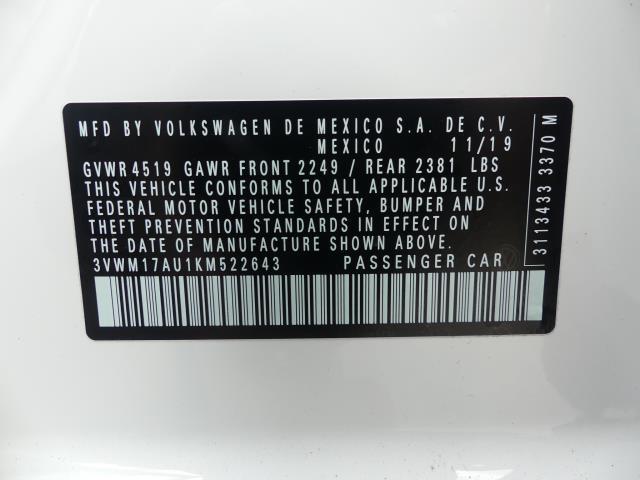 MFD BY VOLKSWAGEN DE MEXICO S.A. DE C.V.
MEXICO 11/19
GVWR 4519 GAWR FRONT 2249 / REAR 2381 LBS
THIS VEHICLE CONFORMS TO ALL APPLICABLE U.S.
FEDERAL MOTOR VEHICLE SAFETY, BUMPER AND
THEFT PREVENTION STANDARDS IN EFFECT ON
THE DATE OF MANUFACTURE SHOWN ABOVE.
3VWM17AU1KM522643 PASSENGER CAR
3113433 3370 M